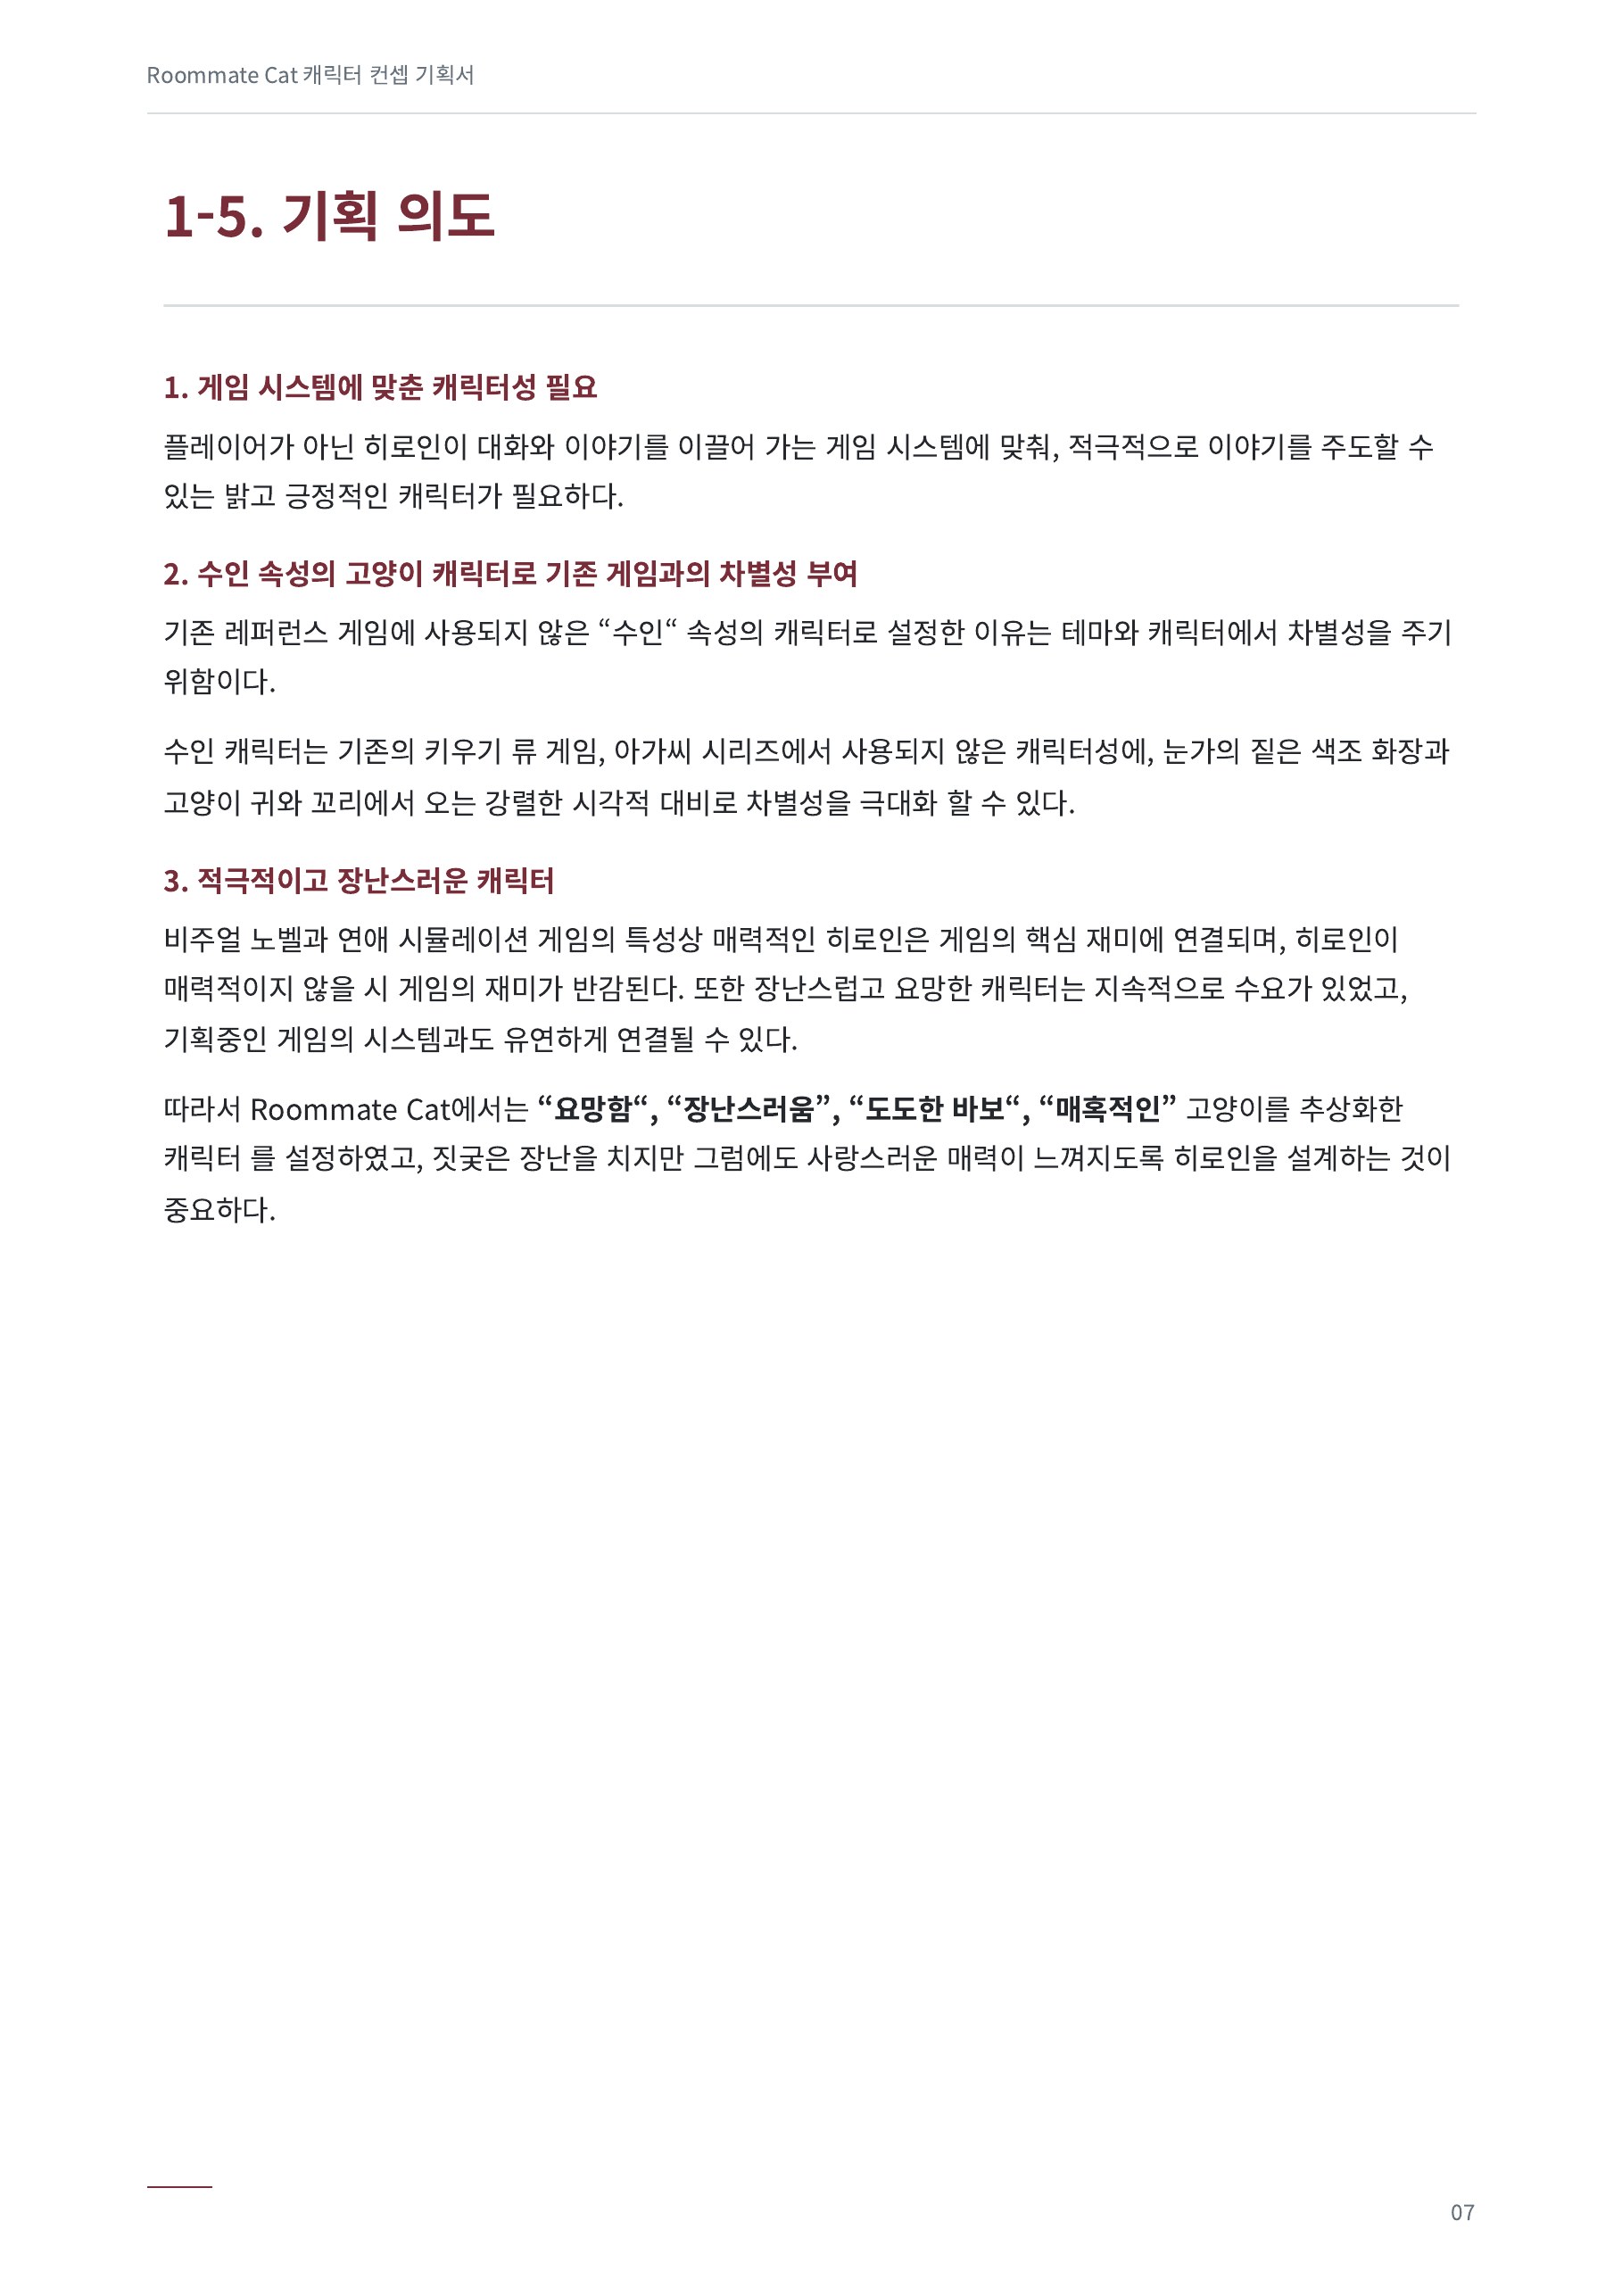 Roommate Cat 캐릭터 컨셉 기획서
1-5. 기획 의도
1. 게임 시스템에 맞춘 캐릭터성 필요
플레이어가 아닌 히로인이 대화와 이야기를 이끌어 가는 게임 시스템에 맞춰, 적극적으로 이야기를 주도할 수
있는 밝고 긍정적인 캐릭터가 필요하다.
2. 수인 속성의 고양이 캐릭터로 기존 게임과의 차별성 부여
기존 레퍼런스 게임에 사용되지 않은 “수인“ 속성의 캐릭터로 설정한 이유는 테마와 캐릭터에서 차별성을 주기
위함이다.
수인 캐릭터는 기존의 키우기 류 게임, 아가씨 시리즈에서 사용되지 않은 캐릭터성에, 눈가의 짙은 색조 화장과
고양이 귀와 꼬리에서 오는 강렬한 시각적 대비로 차별성을 극대화 할 수 있다.
3. 적극적이고 장난스러운 캐릭터
비주얼 노벨과 연애 시뮬레이션 게임의 특성상 매력적인 히로인은 게임의 핵심 재미에 연결되며, 히로인이
매력적이지 않을 시 게임의 재미가 반감된다. 또한 장난스럽고 요망한 캐릭터는 지속적으로 수요가 있었고,
기획중인 게임의 시스템과도 유연하게 연결될 수 있다.
따라서 Roommate Cat에서는 “요망함“, “장난스러움”, “도도한 바보“, “매혹적인” 고양이를 추상화한
캐릭터 를 설정하였고, 짓궂은 장난을 치지만 그럼에도 사랑스러운 매력이 느껴지도록 히로인을 설계하는 것이
중요하다.
07